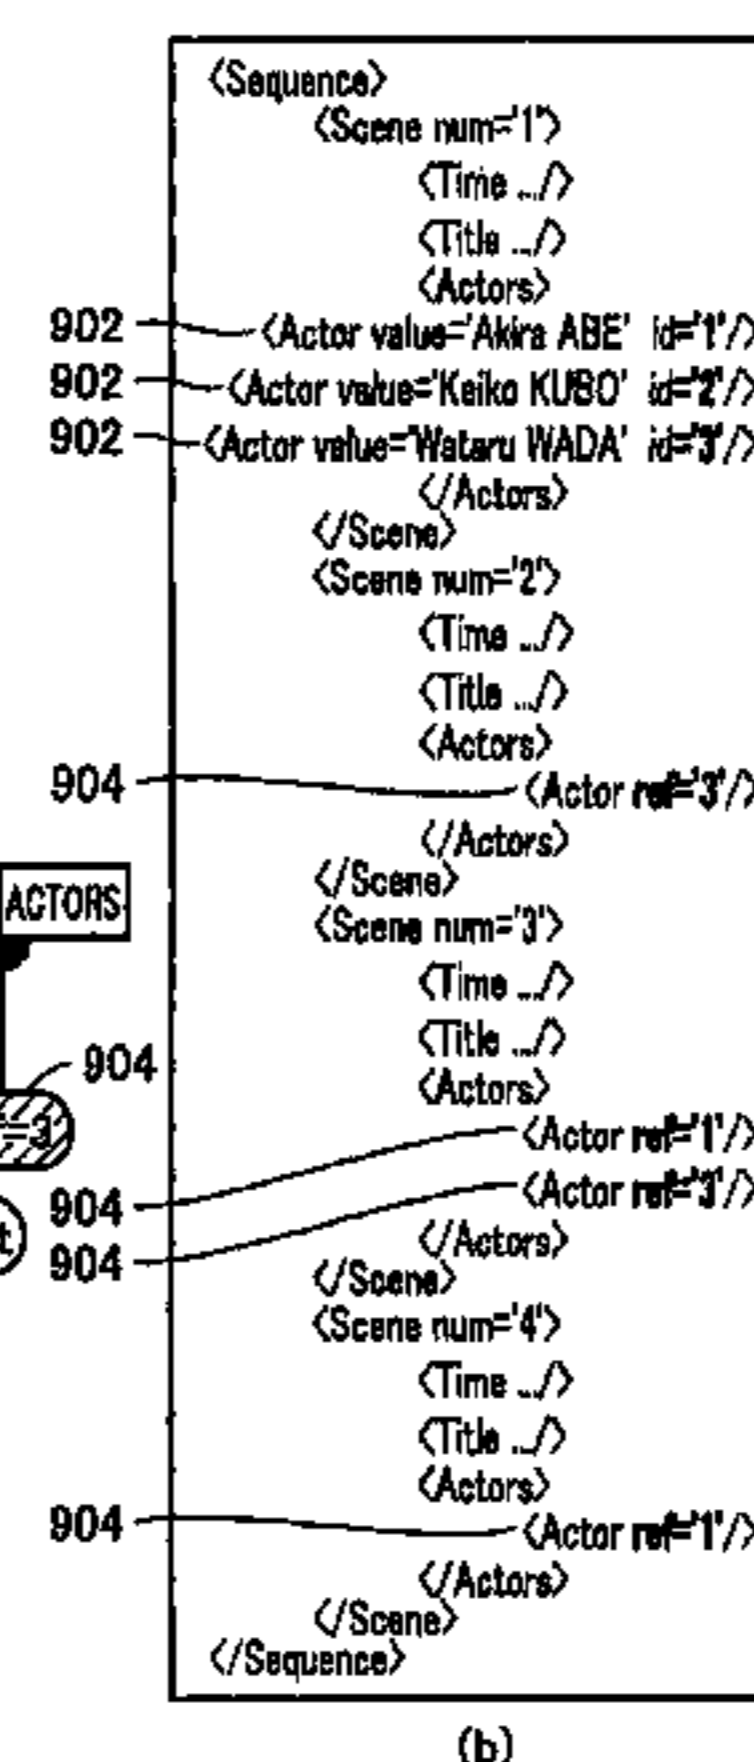 <Sequence>
<Scene num='1'>
<Time .../>
<Title .../>
<Actors>
902 <Actor value='Akira ABE' id='1'/>
902 <Actor value='Keiko KUBO' id='2'/>
902 <Actor value='Wataru WADA' id='3'/>
</Actors>
</Scene>
<Scene num='2'>
<Time .../>
<Title .../>
<Actors>
904 <Actor ref='3'/>
</Actors>
</Scene>
ACTORS
<Scene num='3'>
<Time .../>
<Title .../>
904
<Actors>
=3
<Actor ref='1'/>
904 <Actor ref='3'/>
904
t
</Actors>
</Scene>
<Scene num='4'>
<Time .../>
<Title .../>
<Actors>
904 <Actor ref='1'/>
</Actors>
</Scene>
</Sequence>
(b)